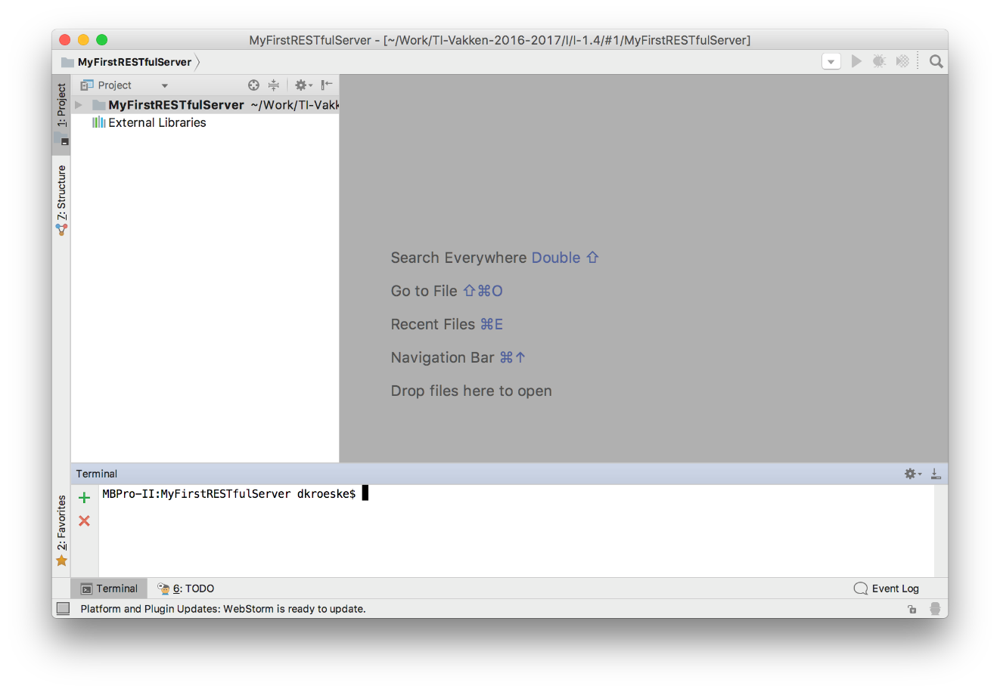 MyFirstRESTfulServer - [~/Work/TI-Vakken-2016-2017/I/I-1.4/#1/MyFirstRESTfulServer]
MyFirstRESTfulServer
1: Project
Project
MyFirstRESTfulServer ~/Work/TI-Vakk
External Libraries
7: Structure
Search Everywhere Double ⇧
Go to File ⇧⌘O
Recent Files ⌘E
Navigation Bar ⌘↑
Drop files here to open
Terminal
MBPro-II:MyFirstRESTfulServer dkroeske$
2: Favorites
Terminal
6: TODO
Event Log
Platform and Plugin Updates: WebStorm is ready to update.